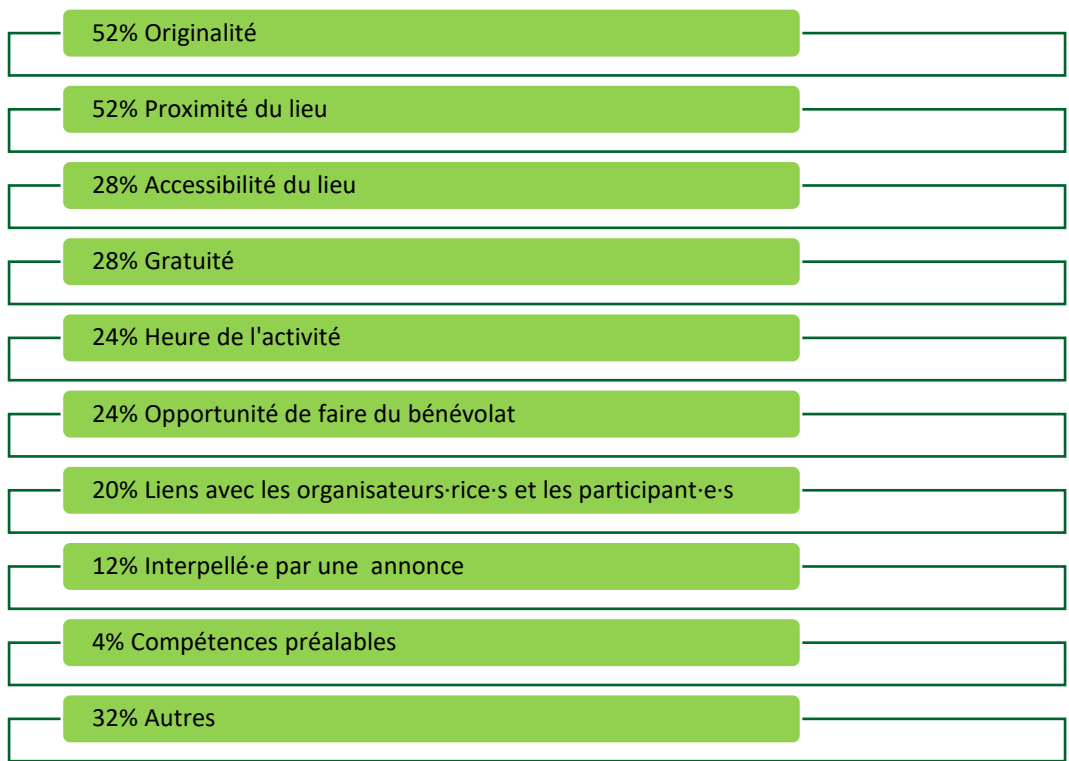 52% Originalité
52% Proximité du lieu
28% Accessibilité du lieu
28% Gratuité
24% Heure de l'activité
24% Opportunité de faire du bénévolat
20% Liens avec les organisateurs·rice·s et les participant·e·s
12% Interpellé·e par une annonce
4% Compétences préalables
32% Autres